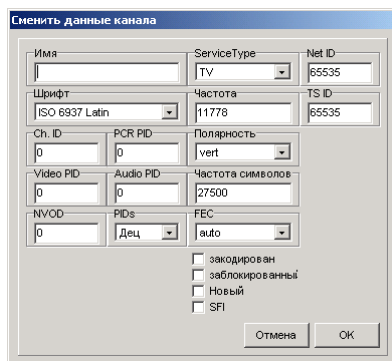 Сменить данные канала
Имя ServiceType Net ID
TV 65535
Шрифт Частота TS ID
ISO 6937 Latin 11778 65535
Ch. ID PCR PID Полярность
0 0 vert
Video PID Audio PID Частота символов
0 0 27500
NVOD PIDs FEC
0 Дец auto
закодирован
заблокированный
Новый
SFI
Отмена OK